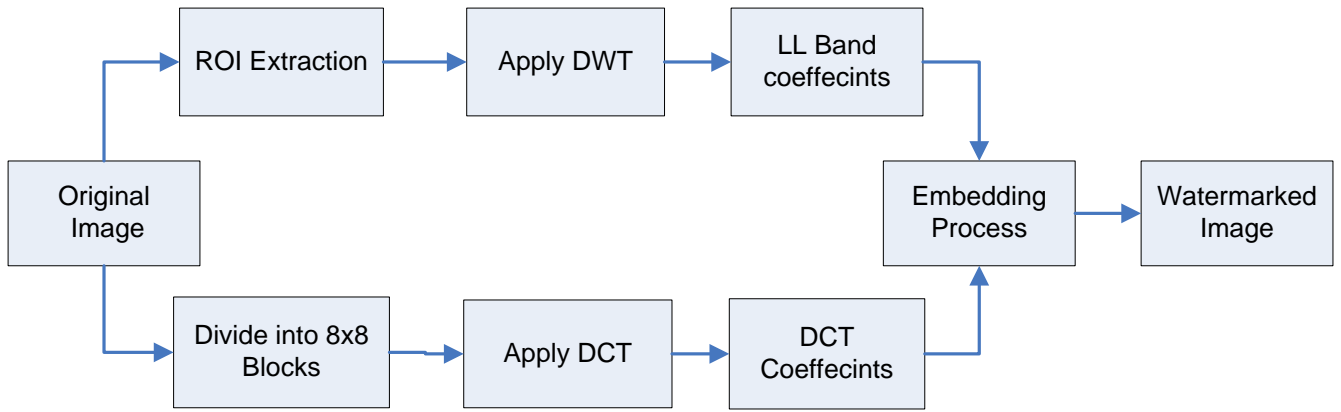 ROI Extraction
Apply DWT
LL Band
coeffecints
Original
Image
Embedding
Process
Watermarked
Image
Divide into 8x8
Blocks
Apply DCT
DCT
Coeffecints